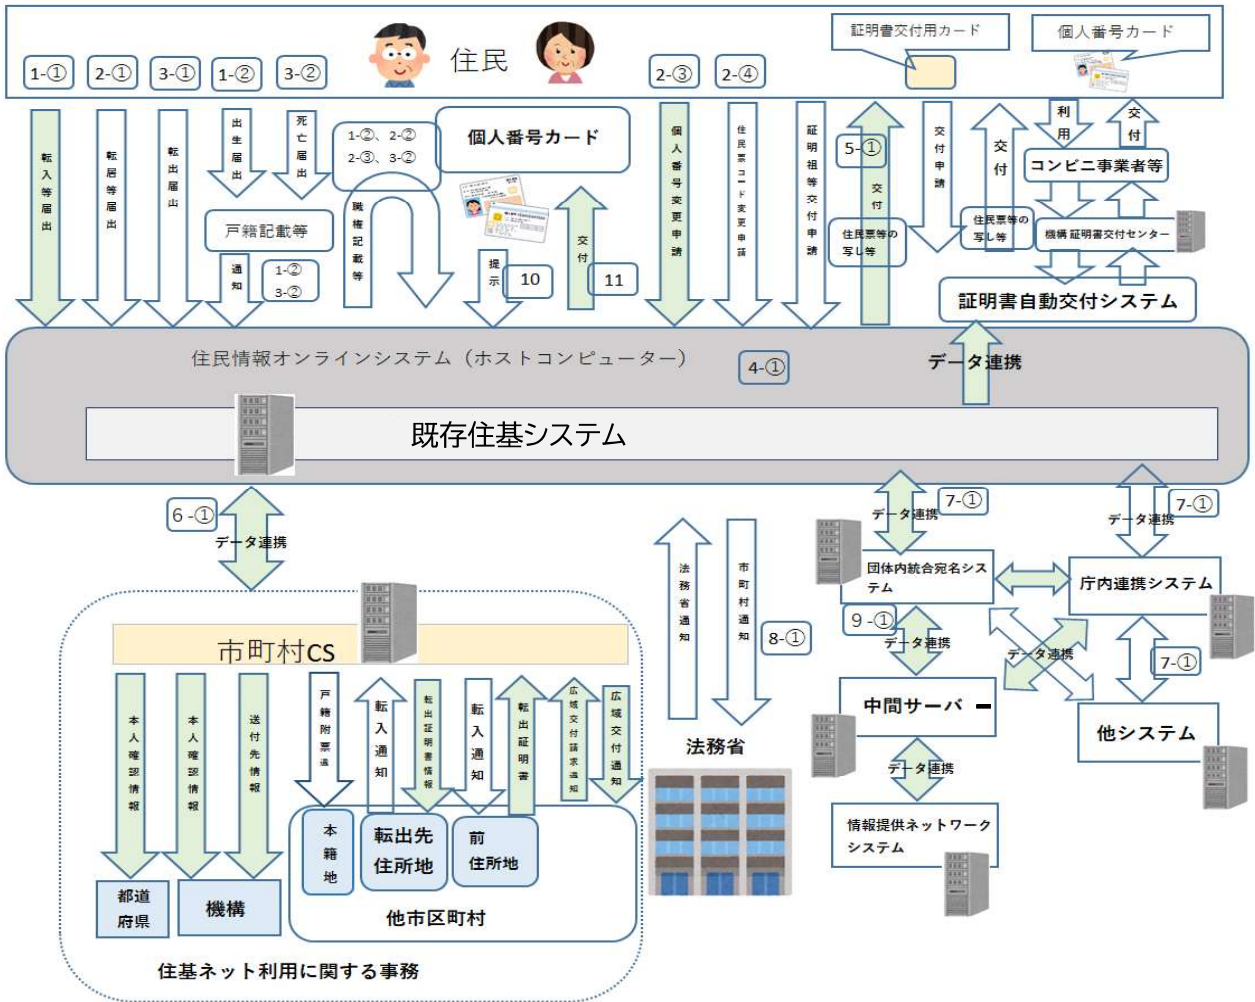 証明書交付用カード
個人番号カード
住民
1-①
2-①
3-①
1-②
3-②
2-③
2-④
転入等届出
転居等届出
転出届出
出生届出
死亡届出
1-②、2-②
2-③、3-②
職権記載等
個人番号カード
提示
10
交付
11
個人番号変更申請
住民票コード変更申請
証明祖等交付申請
5-①
交付
住民票等の
写し等
交付申請
交付
住民票等の
写し等
利用
交付
コンビニ事業者等
機構 証明書交付センター
証明書自動交付システム
戸籍記載等
通知
1-②
3-②
住民情報オンラインシステム（ホストコンピューター）
4-①
データ連携
既存住基システム
6-①
データ連携
7-①
データ連携
7-①
データ連携
法務省通知
市町村通知
8-①
団体内統合宛名シス
テム
庁内連携システム
9-①
データ連携
データ連携
7-①
中間サーバー
他システム
データ連携
情報提供ネットワーク
システム
法務省
市町村CS
本人確認情報
本人確認情報
送付先情報
戸籍附票通
転入通知
転出証明書情報
転入通知
転出証明書
広域交付請求通知
広域交付通知
都道
府県
機構
本籍地
転出先
住所地
前
住所地
他市区町村
住基ネット利用に関する事務